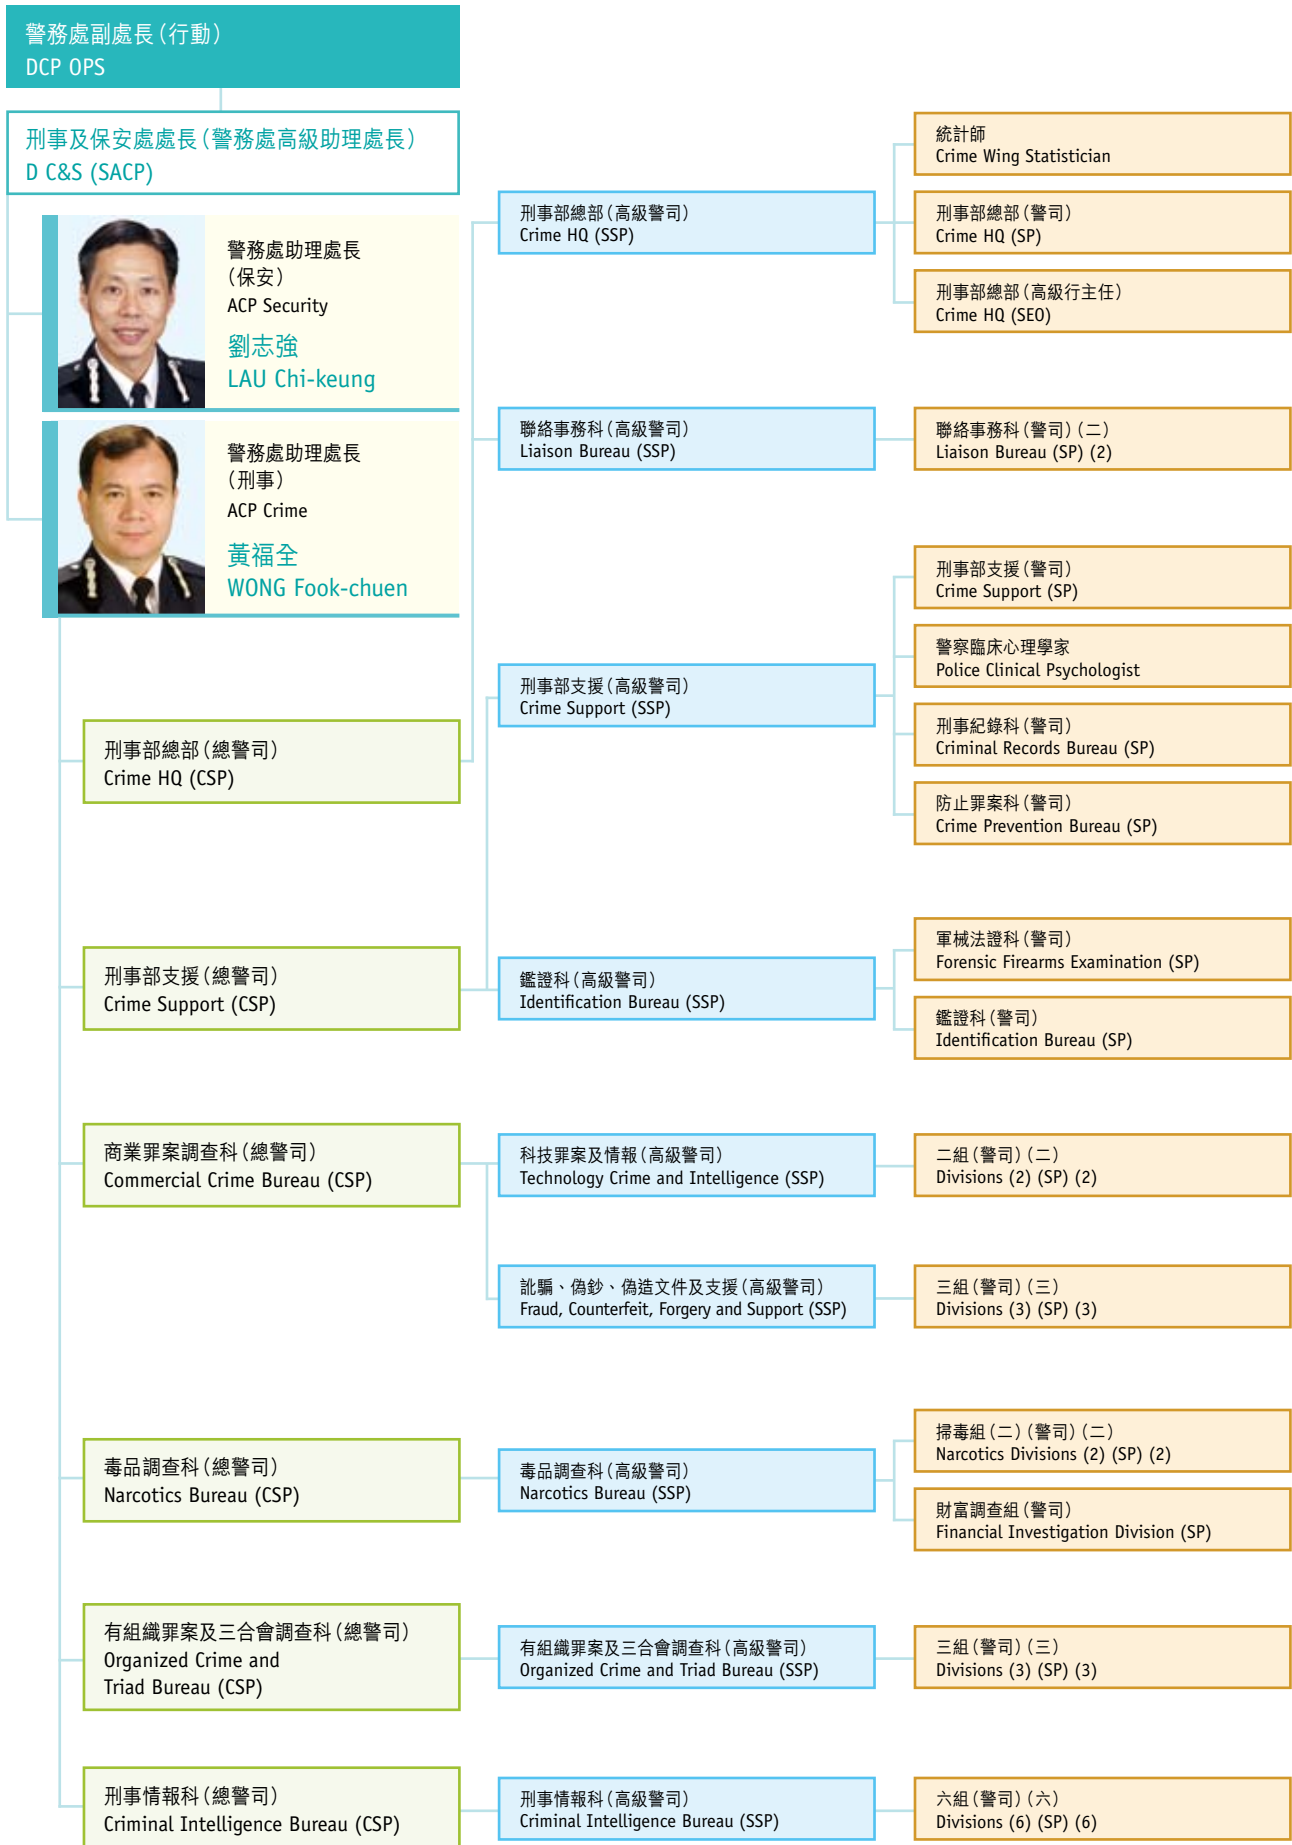 警務處副處長（行動）
DCP OPS
刑事及保安處處長（警務處高級助理處長）
D C&S (SACP)
警務處助理處長
（保安）
ACP Security
劉志強
LAU Chi-keung
警務處助理處長
（刑事）
ACP Crime
黃福全
WONG Fook-chuen
刑事部總部（總警司）
Crime HQ (CSP)
刑事部總部（高級警司）
Crime HQ (SSP)
統計師
Crime Wing Statistician
刑事部總部（警司）
Crime HQ (SP)
刑事部總部（高級行主任）
Crime HQ (SEO)
聯絡事務科（高級警司）
Liaison Bureau (SSP)
聯絡事務科（警司）（二）
Liaison Bureau (SP) (2)
刑事部支援（總警司）
Crime Support (CSP)
刑事部支援（高級警司）
Crime Support (SSP)
刑事部支援（警司）
Crime Support (SP)
警察臨床心理學家
Police Clinical Psychologist
刑事紀錄科（警司）
Criminal Records Bureau (SP)
防止罪案科（警司）
Crime Prevention Bureau (SP)
鑑證科（高級警司）
Identification Bureau (SSP)
軍械法證科（警司）
Forensic Firearms Examination (SP)
鑑證科（警司）
Identification Bureau (SP)
商業罪案調查科（總警司）
Commercial Crime Bureau (CSP)
科技罪案及情報（高級警司）
Technology Crime and Intelligence (SSP)
二組（警司）（二）
Divisions (2) (SP) (2)
訛騙、偽鈔、偽造文件及支援（高級警司）
Fraud, Counterfeit, Forgery and Support (SSP)
三組（警司）（三）
Divisions (3) (SP) (3)
毒品調查科（總警司）
Narcotics Bureau (CSP)
毒品調查科（高級警司）
Narcotics Bureau (SSP)
掃毒組（二）（警司）（二）
Narcotics Divisions (2) (SP) (2)
財富調查組（警司）
Financial Investigation Division (SP)
有組織罪案及三合會調查科（總警司）
Organized Crime and
Triad Bureau (CSP)
有組織罪案及三合會調查科（高級警司）
Organized Crime and Triad Bureau (SSP)
三組（警司）（三）
Divisions (3) (SP) (3)
刑事情報科（總警司）
Criminal Intelligence Bureau (CSP)
刑事情報科（高級警司）
Criminal Intelligence Bureau (SSP)
六組（警司）（六）
Divisions (6) (SP) (6)